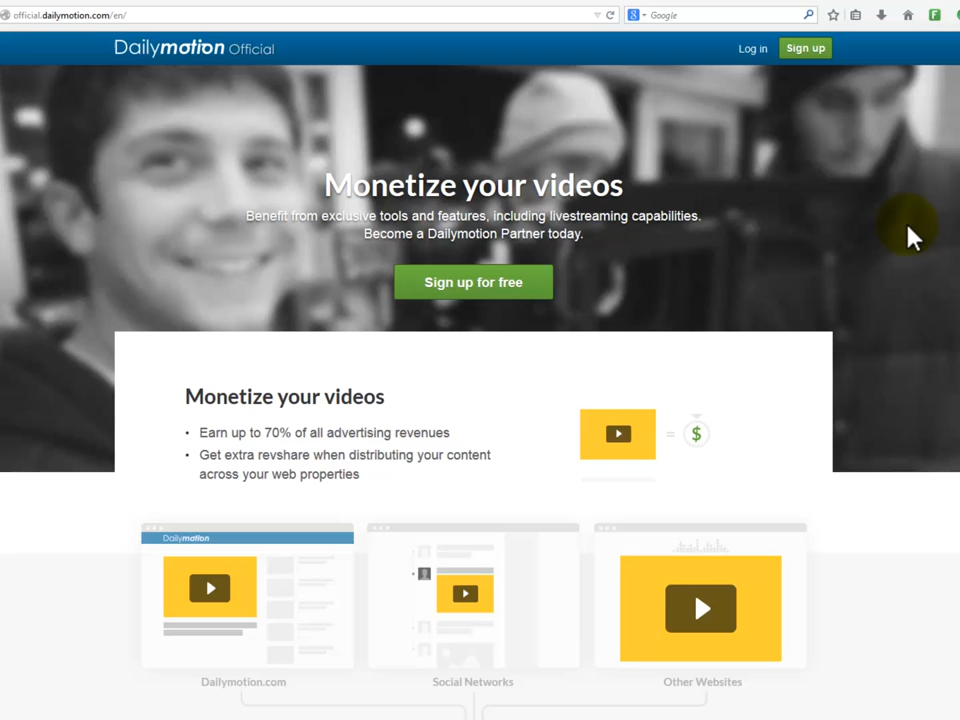 official.dailymotion.com/en/
Google
Dailymotion Official
Log in
Sign up
Monetize your videos
Benefit from exclusive tools and features, including livestreaming capabilities.
Become a Dailymotion Partner today.
Sign up for free
Monetize your videos
• Earn up to 70% of all advertising revenues
• Get extra revshare when distributing your content
across your web properties
= $
Dailymotion
Dailymotion.com
Social Networks
Other Websites